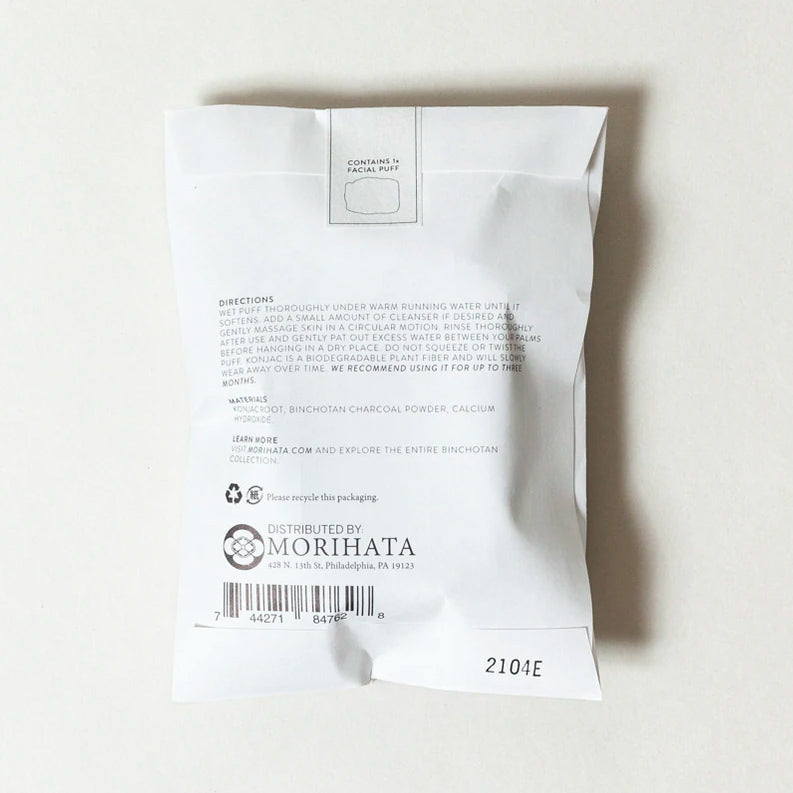 CONTAINS 1x
FACIAL PUFF
DIRECTIONS
WET PUFF THOROUGHLY UNDER WARM RUNNING WATER UNTIL IT
SOFTENS. ADD A SMALL AMOUNT OF CLEANSER IF DESIRED AND
GENTLY MASSAGE SKIN IN A CIRCULAR MOTION. RINSE THOROUGHLY
AFTER USE AND GENTLY PAT OUT EXCESS WATER BETWEEN YOUR PALMS
BEFORE HANGING IN A DRY PLACE. DO NOT SQUEEZE OR TWIST THE
PUFF. KONJAC IS A BIODEGRADABLE PLANT FIBER AND WILL SLOWLY
WEAR AWAY OVER TIME. WE RECOMMEND USING IT FOR UP TO THREE
MONTHS.
MATERIALS
KONJAC ROOT, BINCHOTAN CHARCOAL POWDER, CALCIUM
HYDROXIDE.
LEARN MORE
VISIT MORIHATA.COM AND EXPLORE THE ENTIRE BINCHOTAN
COLLECTION.
紙 Please recycle this packaging.
DISTRIBUTED BY:
MORIHATA
428 N. 13th St, Philadelphia, PA 19123
7 44271 84762 8
2104E